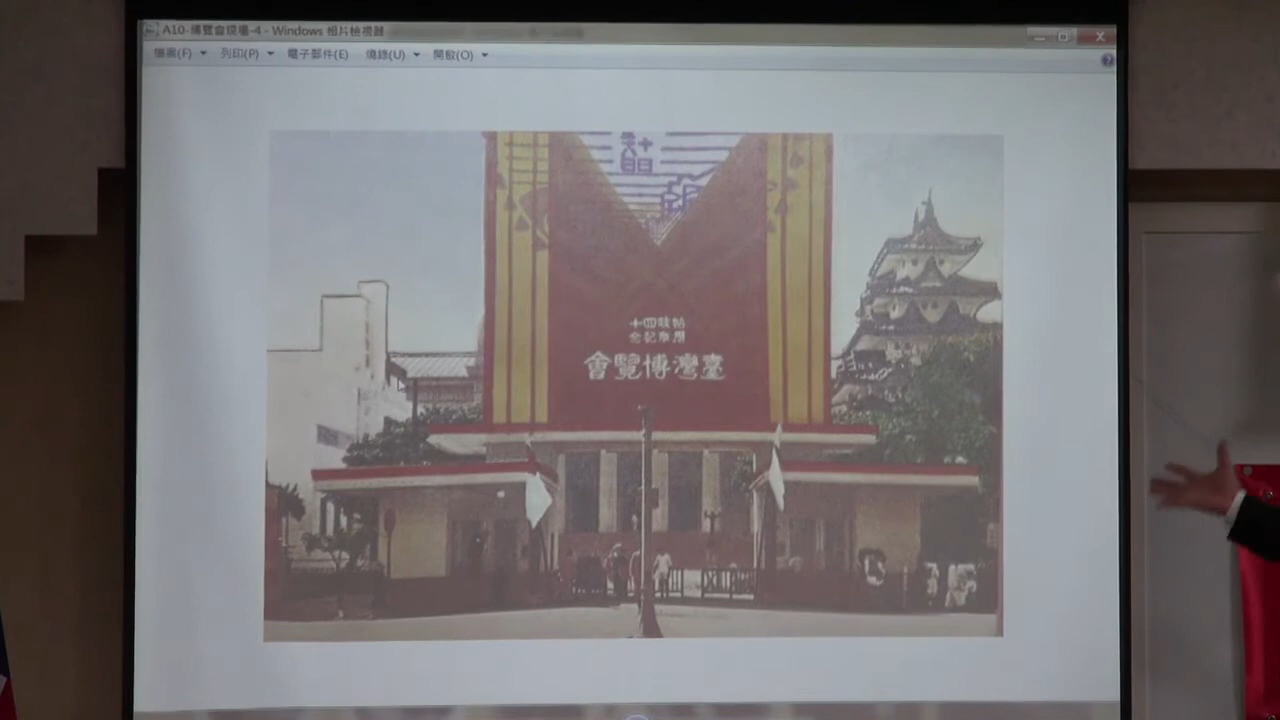 A10-博覽會現場-4 - Windows 相片檢視器
檔案(F) 列印(P) 電子郵件(E) 燒錄(U) 開啟(O)
始政四十
周年記念
臺灣博覽會